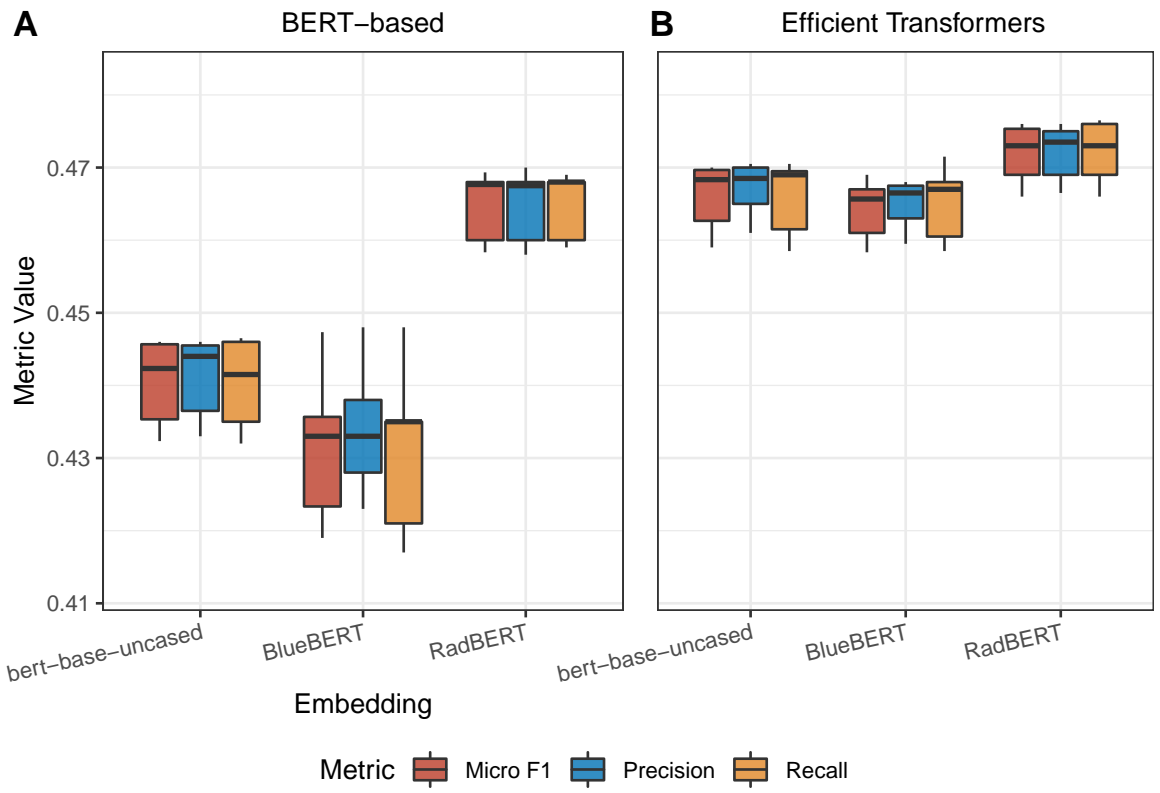 A
BERT−based
B
Efficient Transformers
Metric Value
0.47
0.45
0.43
0.41
bert−base−uncased
BlueBERT
RadBERT
bert−base−uncased
BlueBERT
RadBERT
Embedding
Metric
Micro F1
Precision
Recall